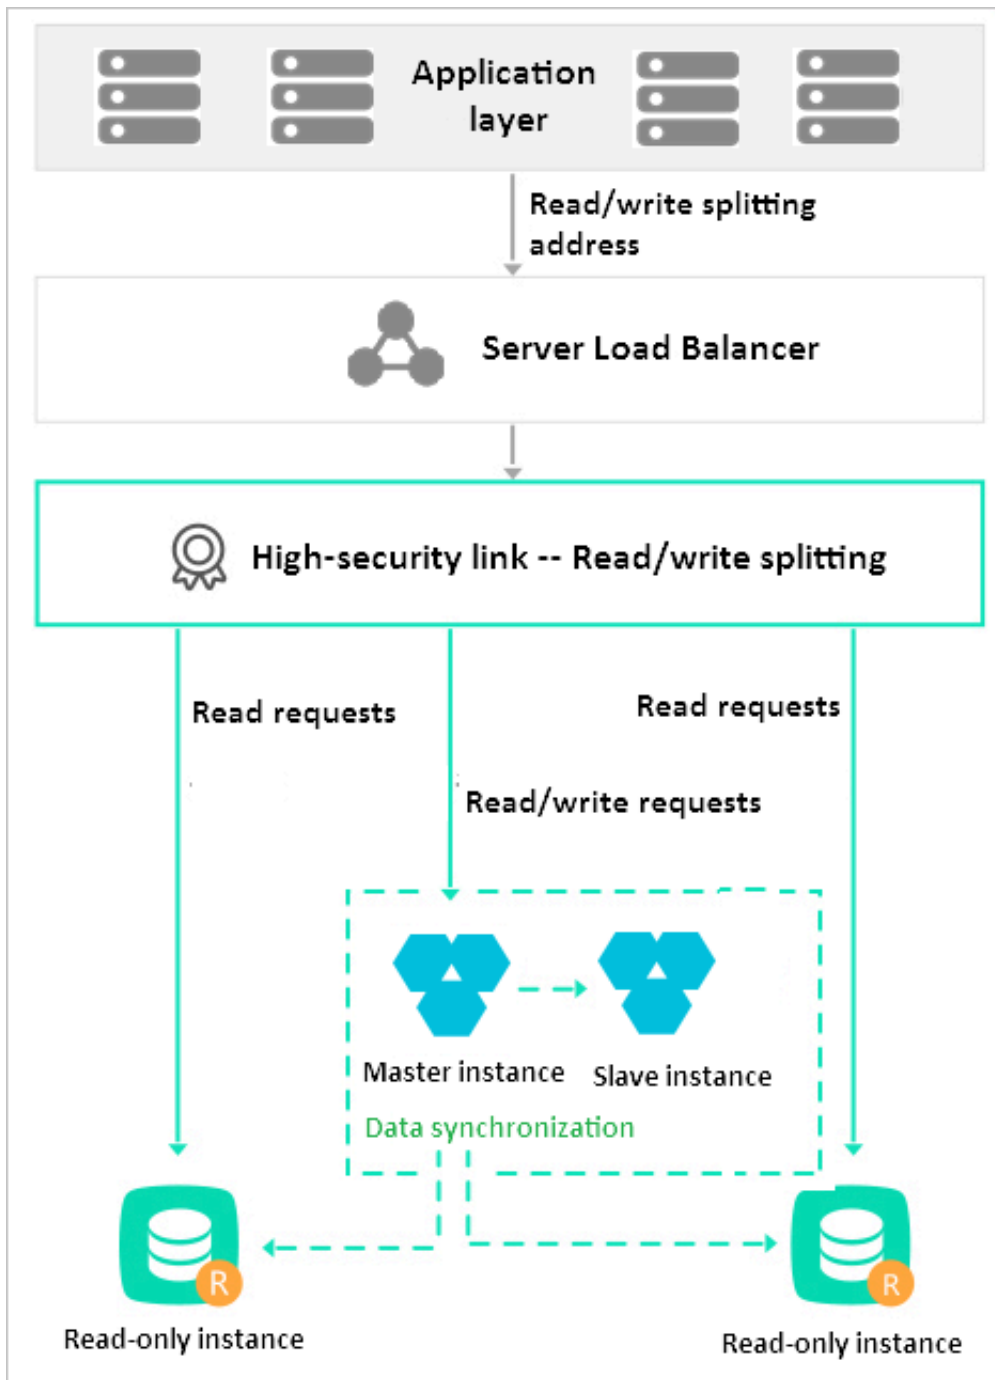 Application
layer
Read/write splitting
address
Server Load Balancer
High-security link -- Read/write splitting
Read requests
Read requests
Read/write requests
Master instance
Slave instance
Data synchronization
R
R
Read-only instance
Read-only instance